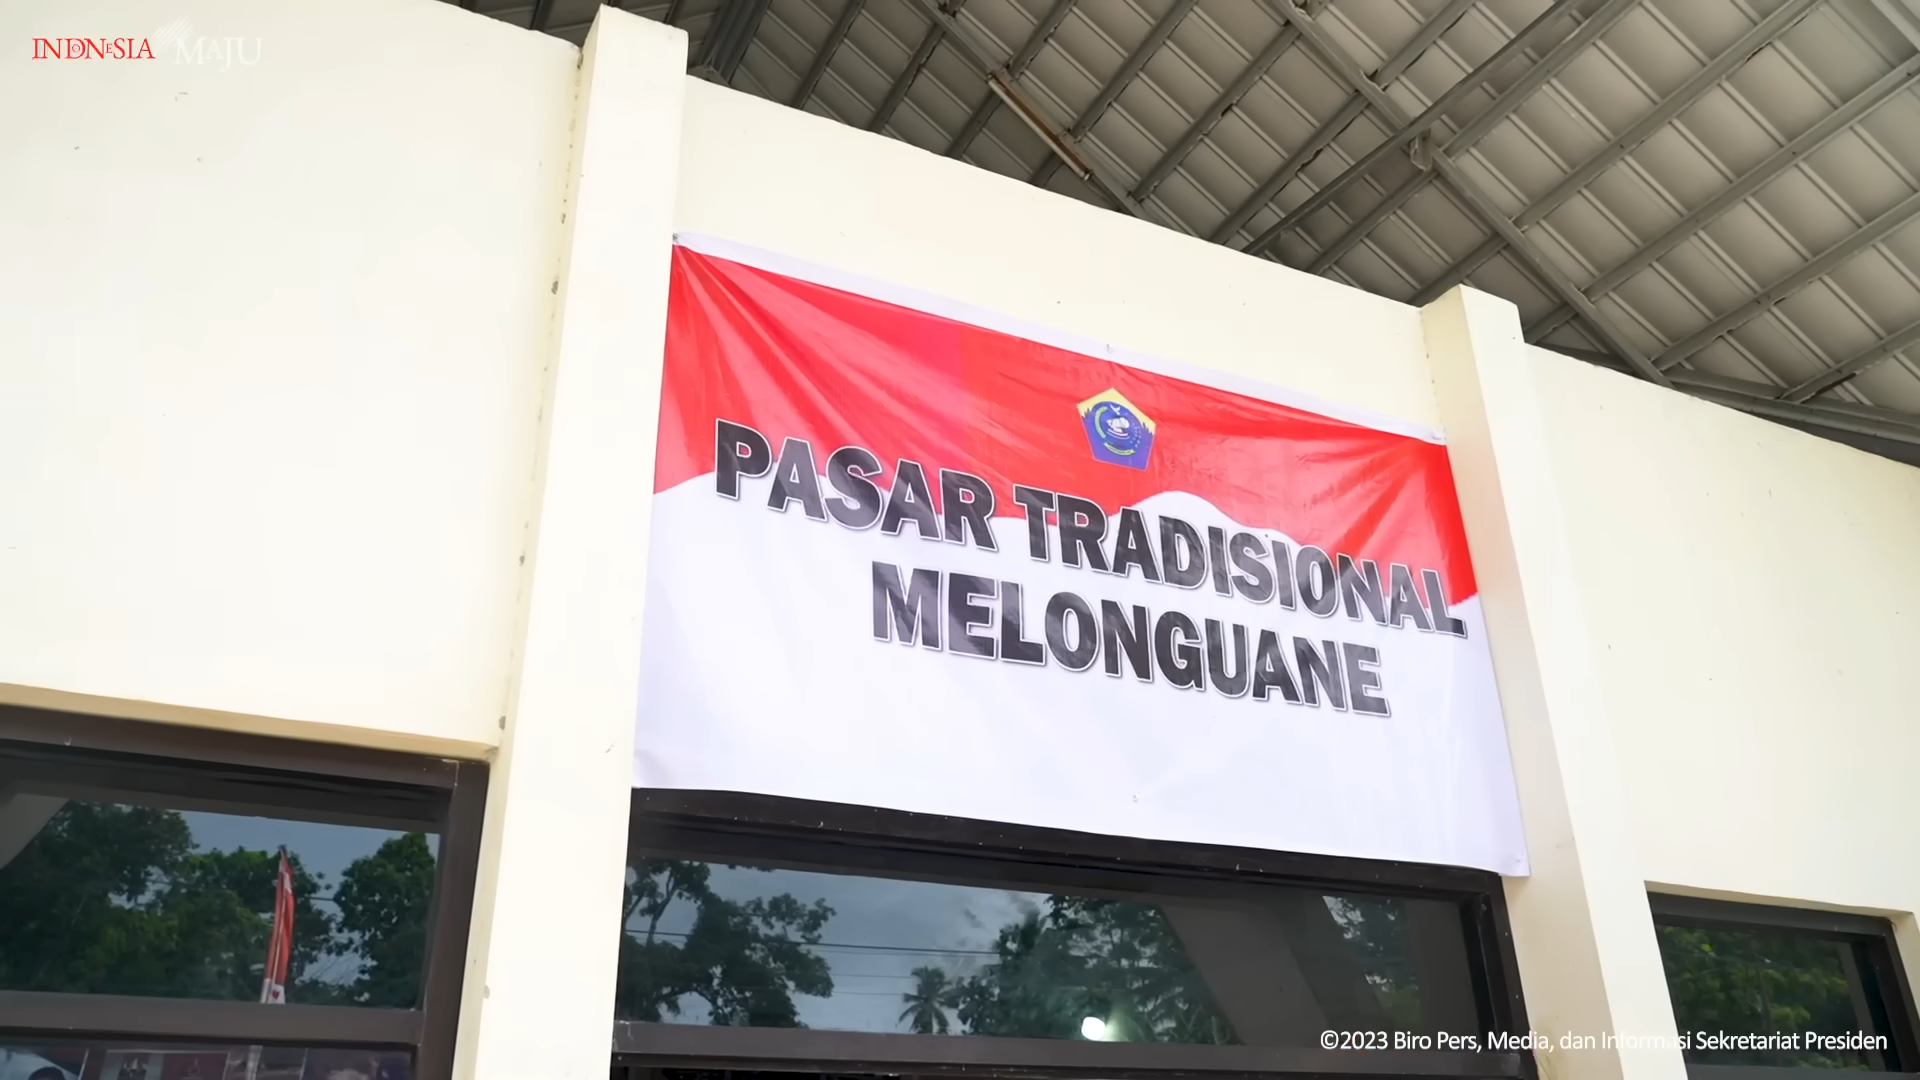 INDONESIA MAJU
PASAR TRADISIONAL
MELONGUANE
©2023 Biro Pers, Media, dan Informasi Sekretariat Presiden